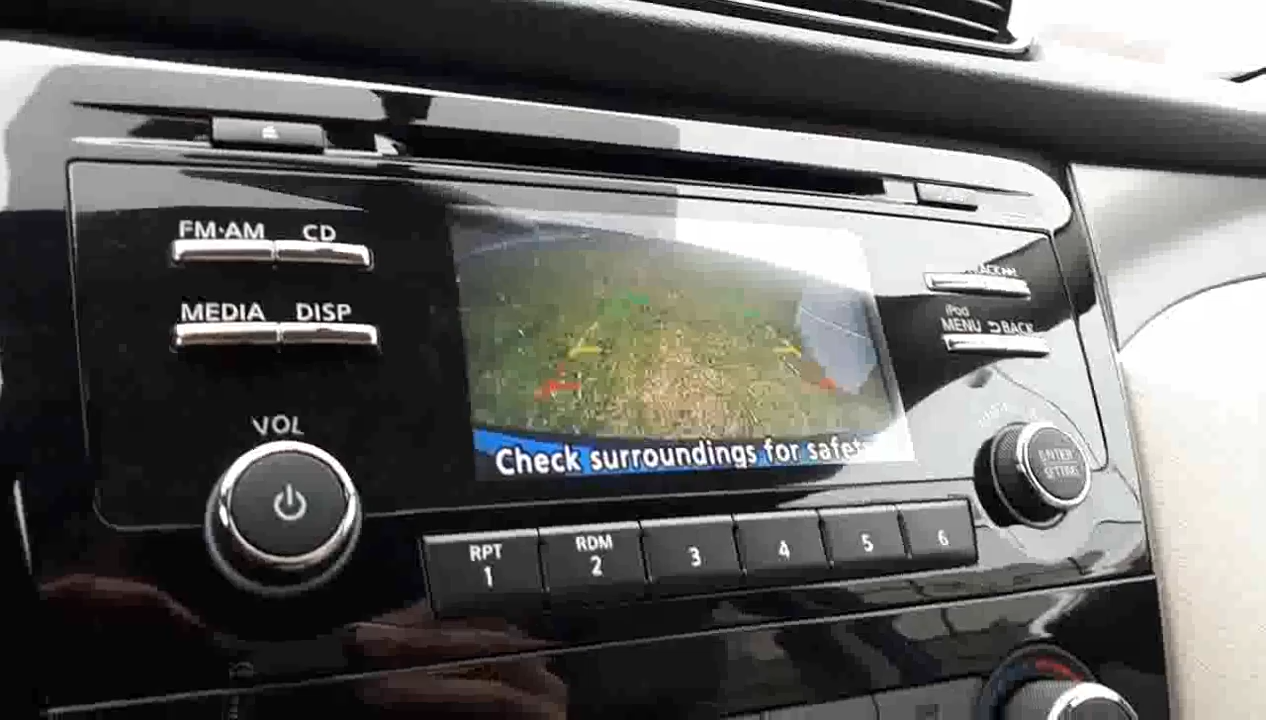 FM·AM CD
MEDIA DISP
VOL
iPod
MENU BACK
ENTER
SETTING
Check surroundings for safet
RPT RDM
1 2 3 4 5 6